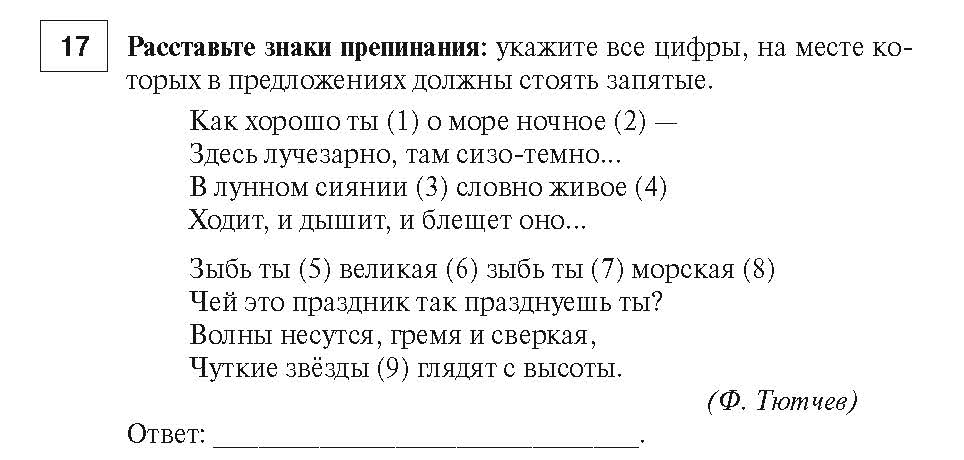 17
Расставьте знаки препинания: укажите все цифры, на месте ко-
торых в предложениях должны стоять запятые.
Как хорошо ты (1) о море ночное (2) —
Здесь лучезарно, там сизо-темно...
В лунном сиянии (3) словно живое (4)
Ходит, и дышит, и блещет оно...
Зыбь ты (5) великая (6) зыбь ты (7) морская (8)
Чей это праздник так празднуешь ты?
Волны несутся, гремя и сверкая,
Чуткие звёзды (9) глядят с высоты.
(Ф. Тютчев)
Ответ: ______________________________.